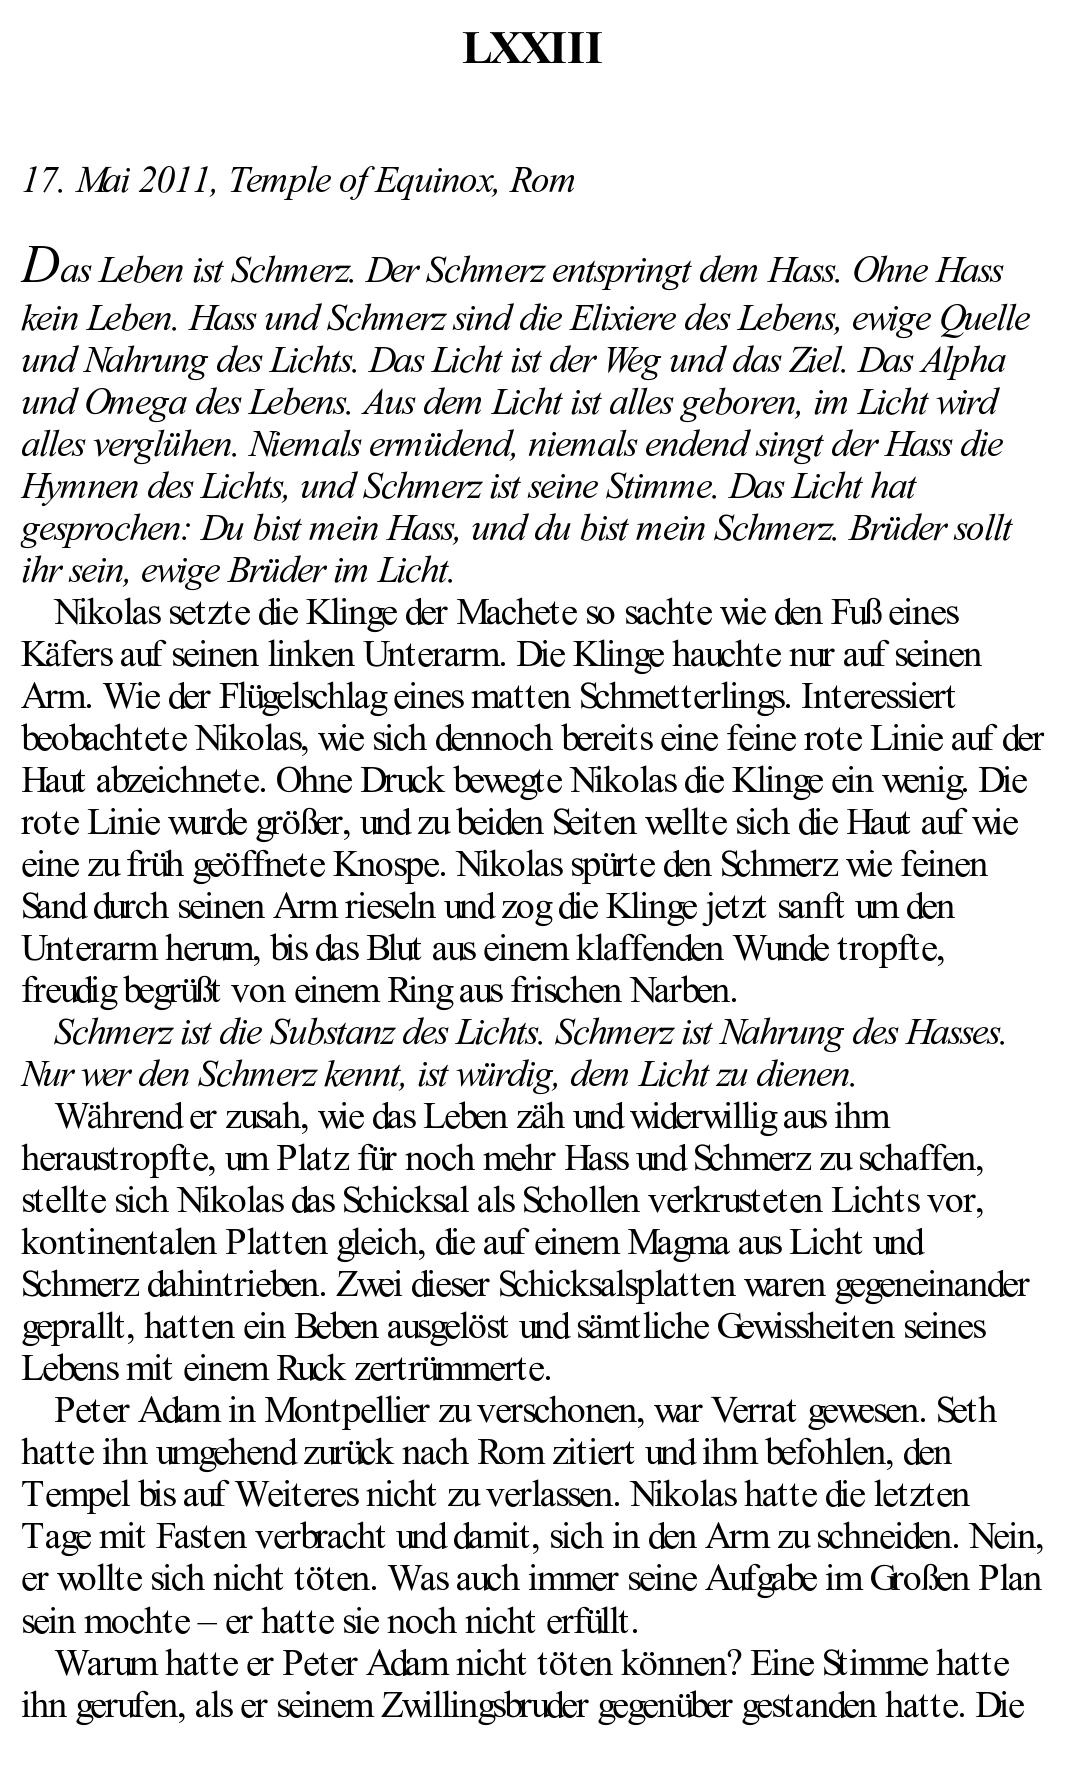 LXXIII
17. Mai 2011, Temple of Equinox, Rom
Das Leben ist Schmerz. Der Schmerz entspringt dem Hass. Ohne Hass
kein Leben. Hass und Schmerz sind die Elixiere des Lebens, ewige Quelle
und Nahrung des Lichts. Das Licht ist der Weg und das Ziel. Das Alpha
und Omega des Lebens. Aus dem Licht ist alles geboren, im Licht wird
alles verglühen. Niemals ermüdend, niemals endend singt der Hass die
Hymnen des Lichts, und Schmerz ist seine Stimme. Das Licht hat
gesprochen: Du bist mein Hass, und du bist mein Schmerz. Brüder sollt
ihr sein, ewige Brüder im Licht.
Nikolas setzte die Klinge der Machete so sachte wie den Fuß eines
Käfers auf seinen linken Unterarm. Die Klinge hauchte nur auf seinen
Arm. Wie der Flügelschlag eines matten Schmetterlings. Interessiert
beobachtete Nikolas, wie sich dennoch bereits eine feine rote Linie auf der
Haut abzeichnete. Ohne Druck bewegte Nikolas die Klinge ein wenig. Die
rote Linie wurde größer, und zu beiden Seiten wellte sich die Haut auf wie
eine zu früh geöffnete Knospe. Nikolas spürte den Schmerz wie feinen
Sand durch seinen Arm rieseln und zog die Klinge jetzt sanft um den
Unterarm herum, bis das Blut aus einem klaffenden Wunde tropfte,
freudig begrüßt von einem Ring aus frischen Narben.
Schmerz ist die Substanz des Lichts. Schmerz ist Nahrung des Hasses.
Nur wer den Schmerz kennt, ist würdig, dem Licht zu dienen.
Während er zusah, wie das Leben zäh und widerwillig aus ihm
heraustropfte, um Platz für noch mehr Hass und Schmerz zu schaffen,
stellte sich Nikolas das Schicksal als Schollen verkrusteten Lichts vor,
kontinentalen Platten gleich, die auf einem Magma aus Licht und
Schmerz dahintrieben. Zwei dieser Schicksalsplatten waren gegeneinander
geprallt, hatten ein Beben ausgelöst und sämtliche Gewissheiten seines
Lebens mit einem Ruck zertrümmerte.
Peter Adam in Montpellier zu verschonen, war Verrat gewesen. Seth
hatte ihn umgehend zurück nach Rom zitiert und ihm befohlen, den
Tempel bis auf Weiteres nicht zu verlassen. Nikolas hatte die letzten
Tage mit Fasten verbracht und damit, sich in den Arm zu schneiden. Nein,
er wollte sich nicht töten. Was auch immer seine Aufgabe im Großen Plan
sein mochte – er hatte sie noch nicht erfüllt.
Warum hatte er Peter Adam nicht töten können? Eine Stimme hatte
ihn gerufen, als er seinem Zwillingsbruder gegenüber gestanden hatte. Die